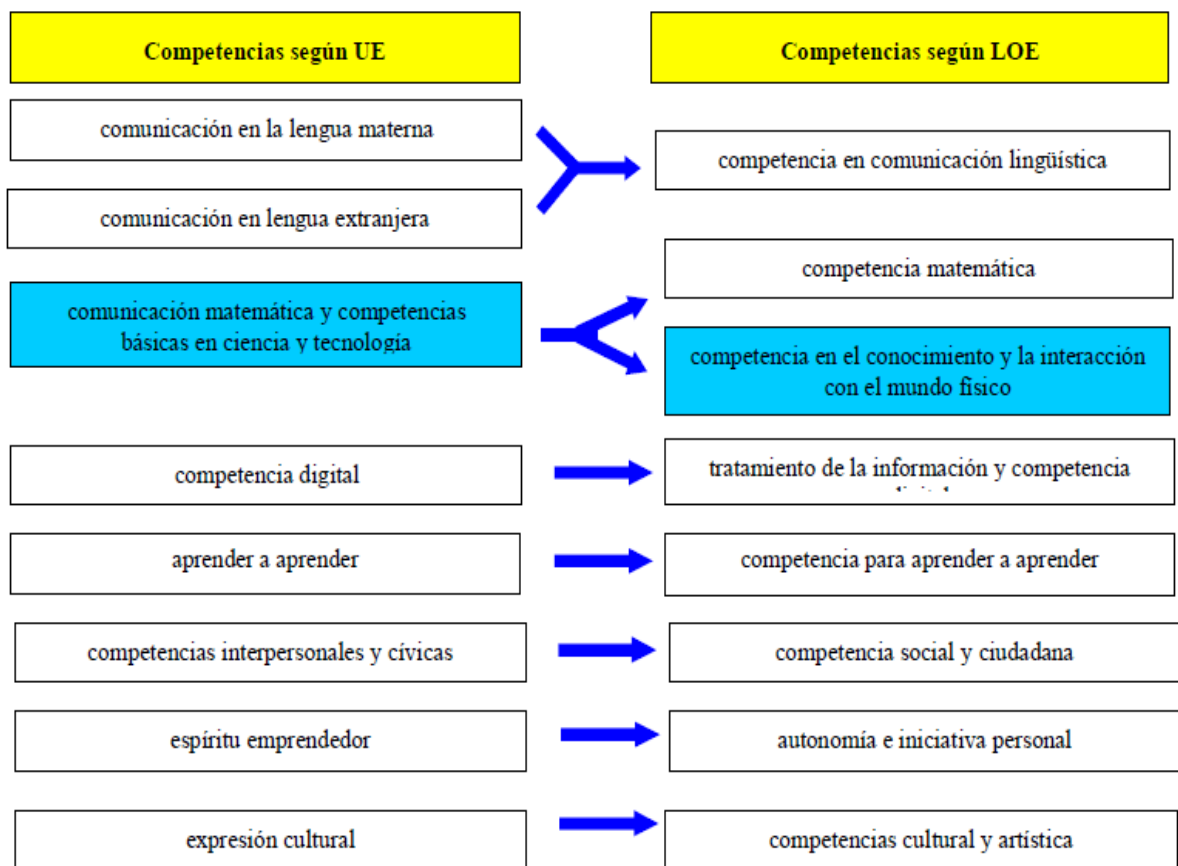 Competencias según UE
Competencias según LOE
comunicación en la lengua materna
competencia en comunicación lingüística
comunicación en lengua extranjera
competencia matemática
comunicación matemática y competencias
básicas en ciencia y tecnología
competencia en el conocimiento y la interacción
con el mundo físico
competencia digital
tratamiento de la información y competencia
aprender a aprender
competencia para aprender a aprender
competencias interpersonales y cívicas
competencia social y ciudadana
espíritu emprendedor
autonomía e iniciativa personal
expresión cultural
competencias cultural y artística